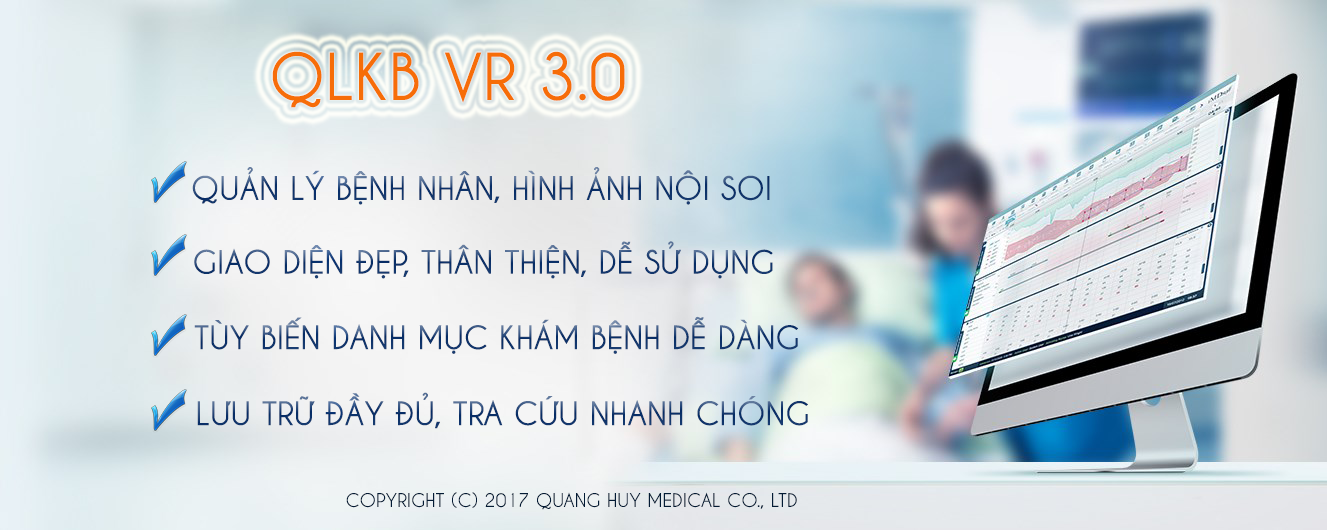 QLKB VR 3.0
QUẢN LÝ BỆNH NHÂN, HÌNH ẢNH NỘI SOI
GIAO DIỆN ĐẸP, THÂN THIỆN, DỄ SỬ DỤNG
TÙY BIẾN DANH MỤC KHÁM BỆNH DỄ DÀNG
LƯU TRỮ ĐẦY ĐỦ, TRA CỨU NHANH CHÓNG
COPYRIGHT (C) 2017 QUANG HUY MEDICAL CO., LTD